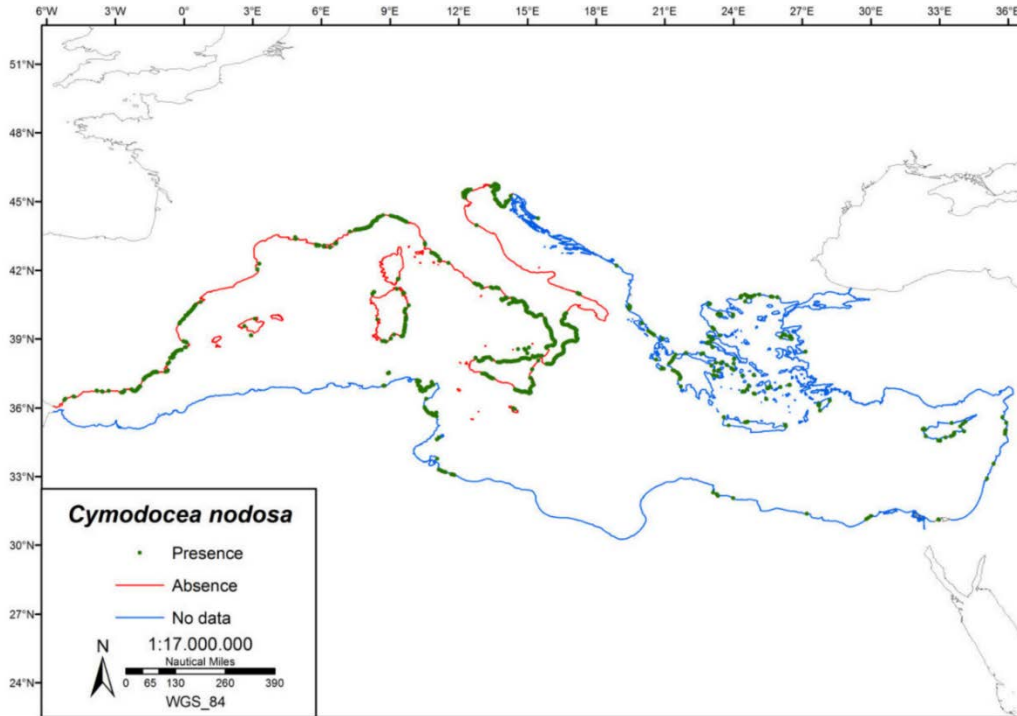 6°W 3°W 0° 3°E 6°E 9°E 12°E 15°E 18°E 21°E 24°E 27°E 30°E 33°E 36°E
51°N
48°N
45°N
42°N
39°N
36°N
33°N
30°N
27°N
24°N
Cymodocea nodosa
Presence
Absence
No data
N
1:17.000.000
Nautical Miles
0 65 130 260 390
WGS_84